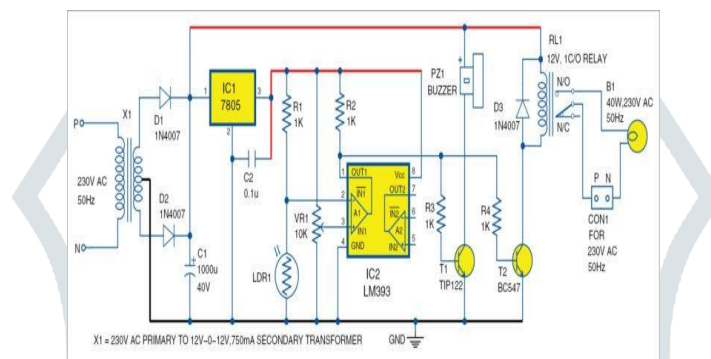 RL1
12V, 1C/O RELAY
IC1
7805
1
3
2
X1
P
D1
1N4007
230V AC
50Hz
D2
1N4007
N
C1
1000u
40V
C2
0.1u
R1
1K
R2
1K
VR1
10K
LDR1
1
OUT1
Vcc
8
OUT2
7
2
IN1
A1
3
IN1
IN2
6
A2
4
GND
IN2
5
IC2
LM393
PZ1
BUZZER
R3
1K
R4
1K
T1
TIP122
T2
BC547
D3
1N4007
N/O
N/C
B1
40W,230V AC
50Hz
P N
CON1
FOR
230V AC
50Hz
GND
X1 = 230V AC PRIMARY TO 12V-0-12V,750mA SECONDARY TRANSFORMER